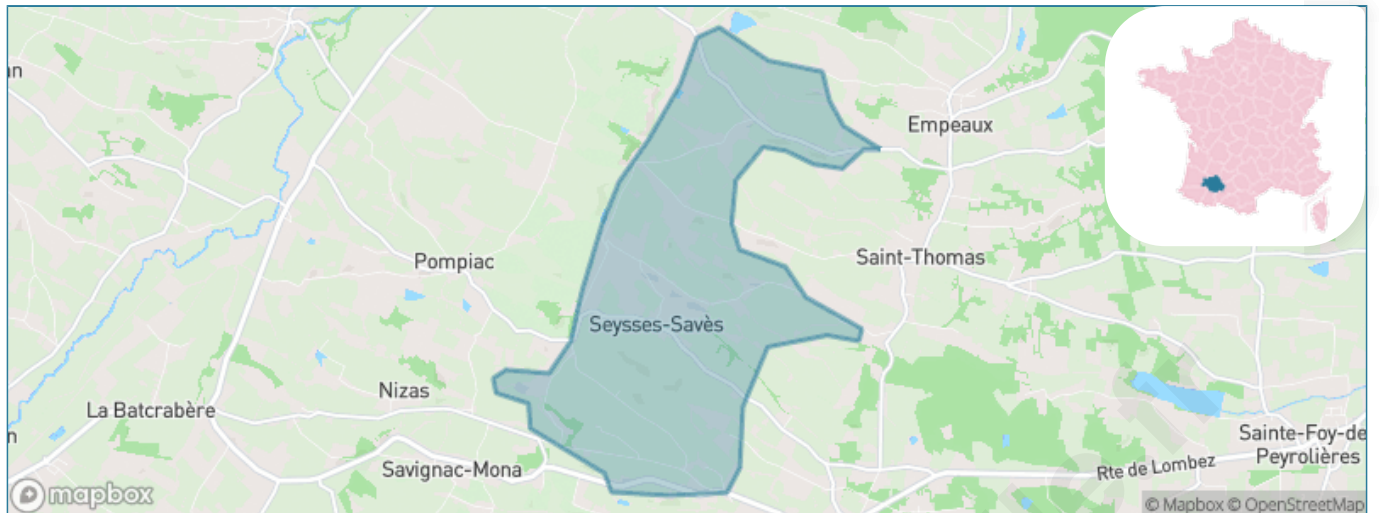 an
Empeaux
Saint-Thomas
Pompiac
Seysses-Savès
Nizas
La Batcrabère
n
Savignac-Mona
Sainte-Foy-de
Peyrolières
Rte de Lombez
mapbox
© Mapbox © OpenStreetMap